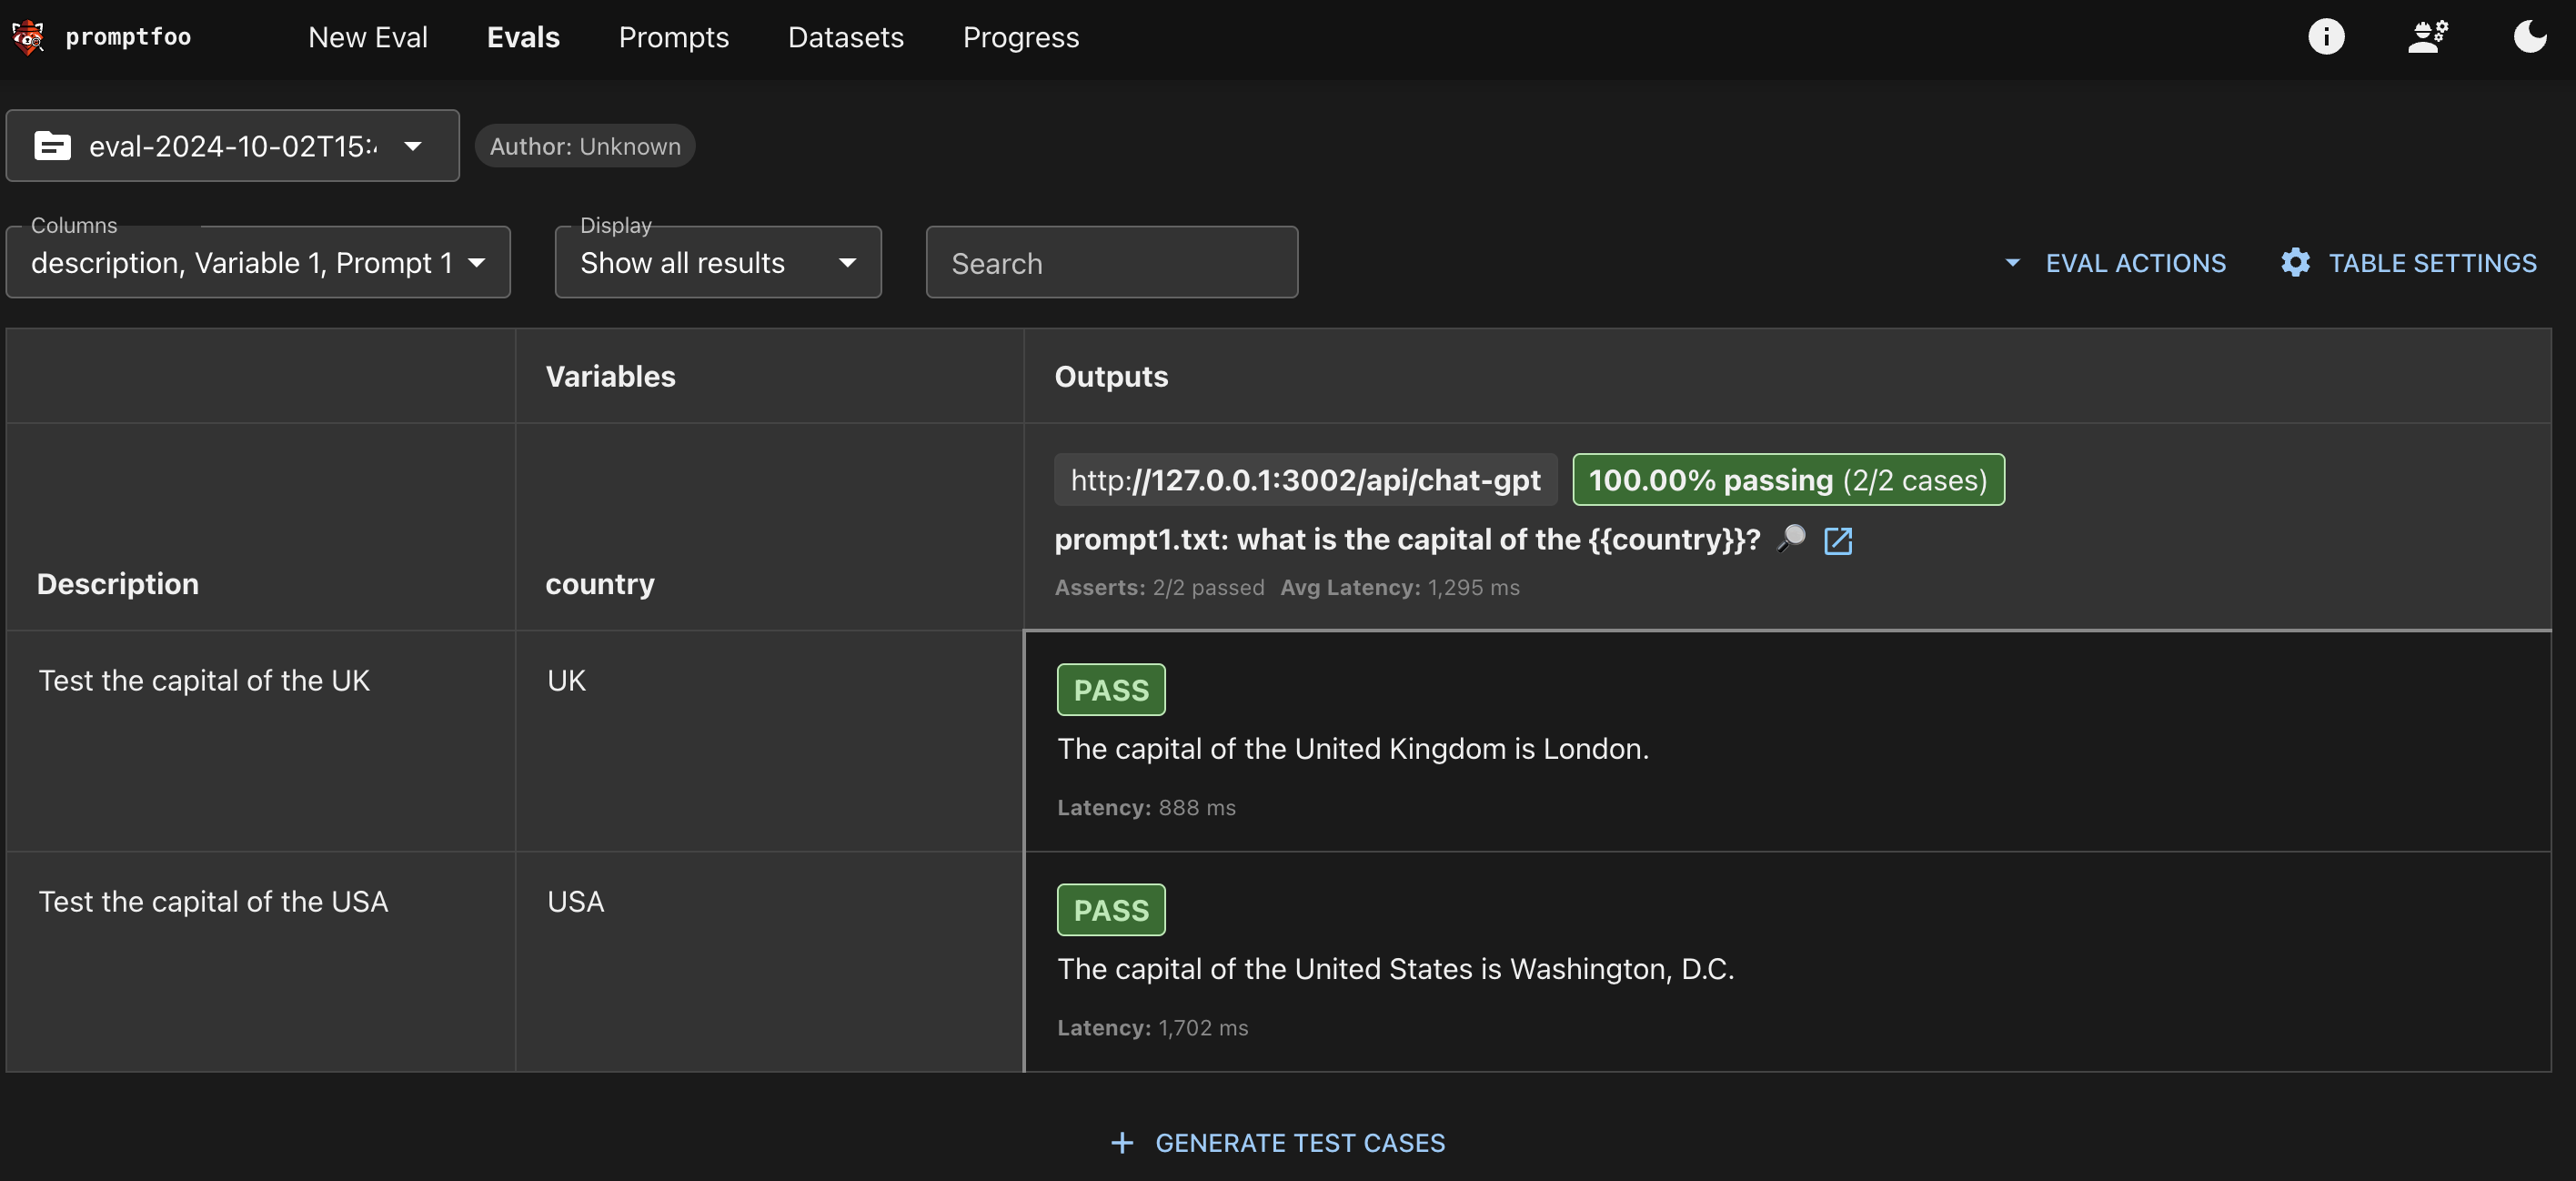 promptfoo New Eval Evals Prompts Datasets Progress
eval-2024-10-02T15: Author: Unknown
Columns Display
description, Variable 1, Prompt 1 Show all results Search EVAL ACTIONS TABLE SETTINGS
Variables Outputs
http://127.0.0.1:3002/api/chat-gpt 100.00% passing (2/2 cases)
prompt1.txt: what is the capital of the {{country}}?
Description country Asserts: 2/2 passed Avg Latency: 1,295 ms
Test the capital of the UK UK PASS
The capital of the United Kingdom is London.
Latency: 888 ms
Test the capital of the USA USA PASS
The capital of the United States is Washington, D.C.
Latency: 1,702 ms
+ GENERATE TEST CASES